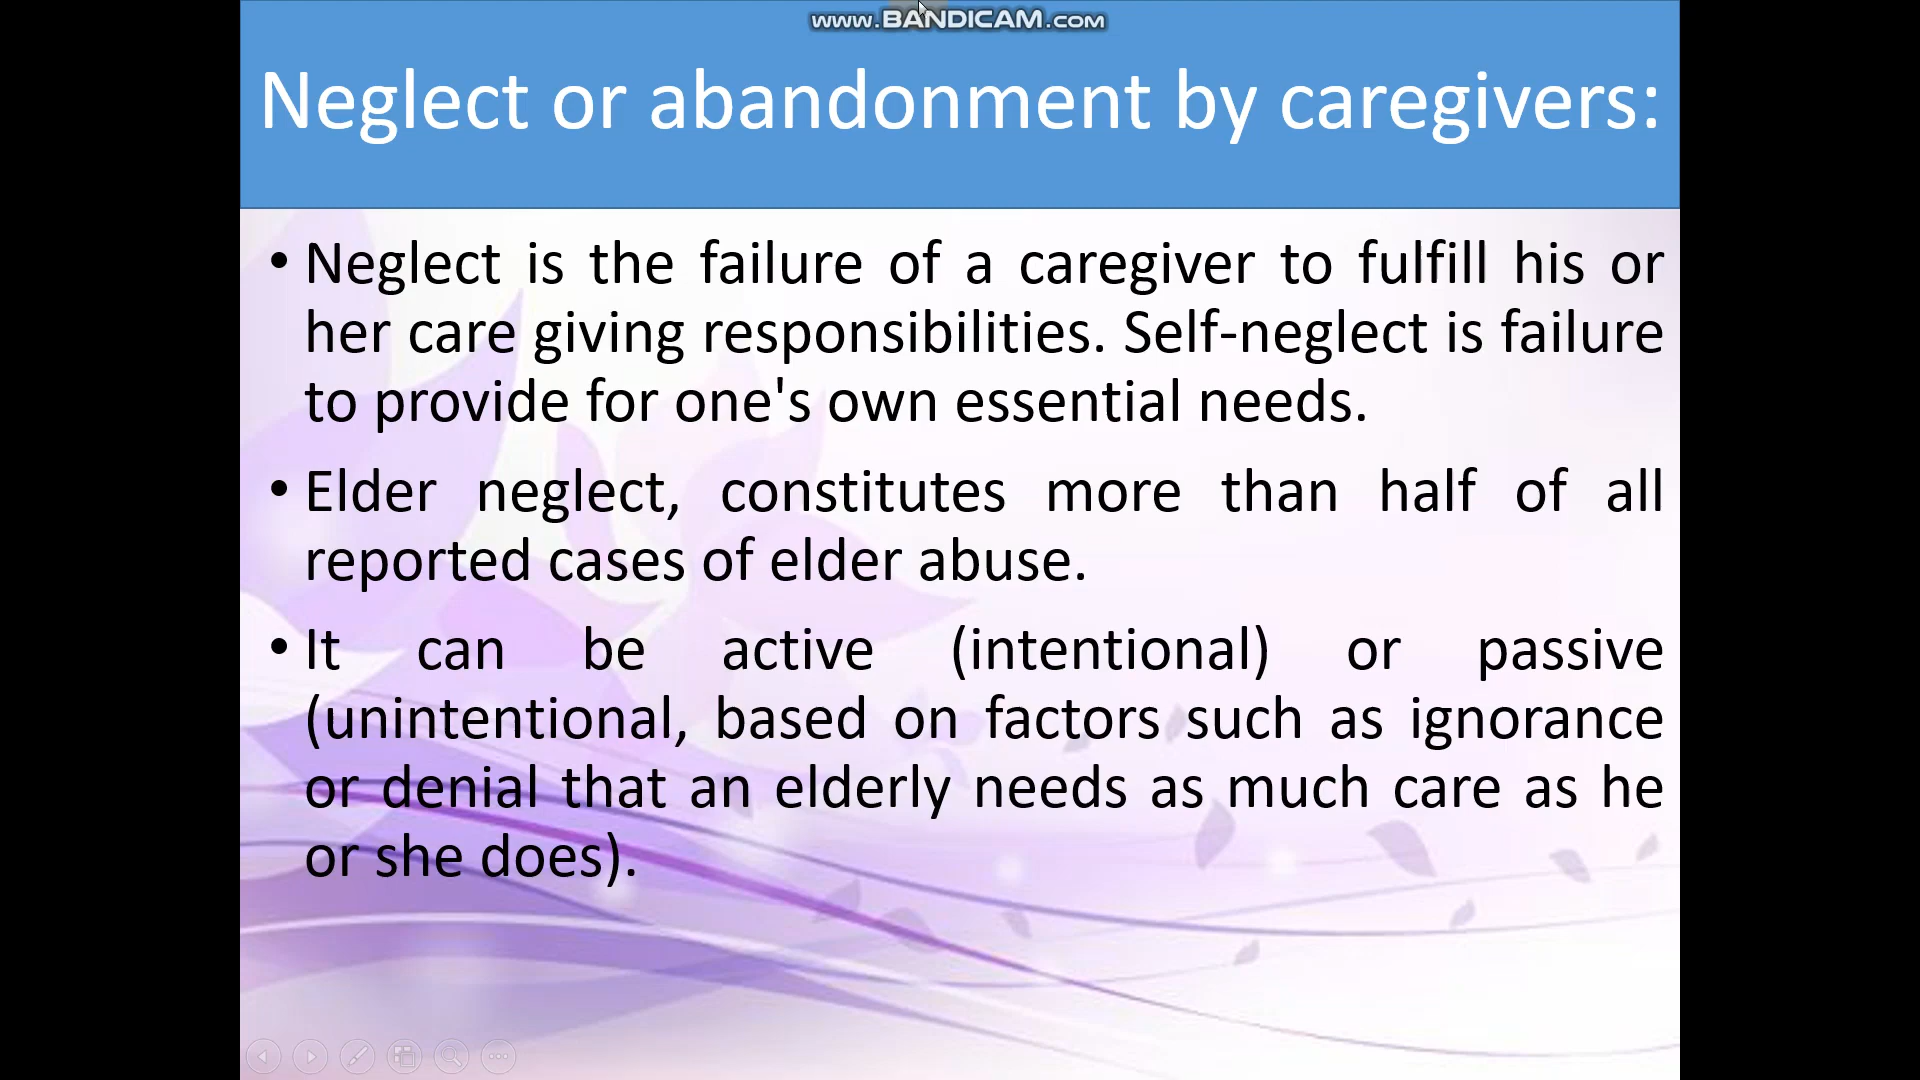 www.BANDICAM.com
Neglect or abandonment by caregivers:
• Neglect is the failure of a caregiver to fulfill his or
her care giving responsibilities. Self-neglect is failure
to provide for one's own essential needs.
• Elder neglect, constitutes more than half of all
reported cases of elder abuse.
• It can be active (intentional) or passive
(unintentional, based on factors such as ignorance
or denial that an elderly needs as much care as he
or she does).